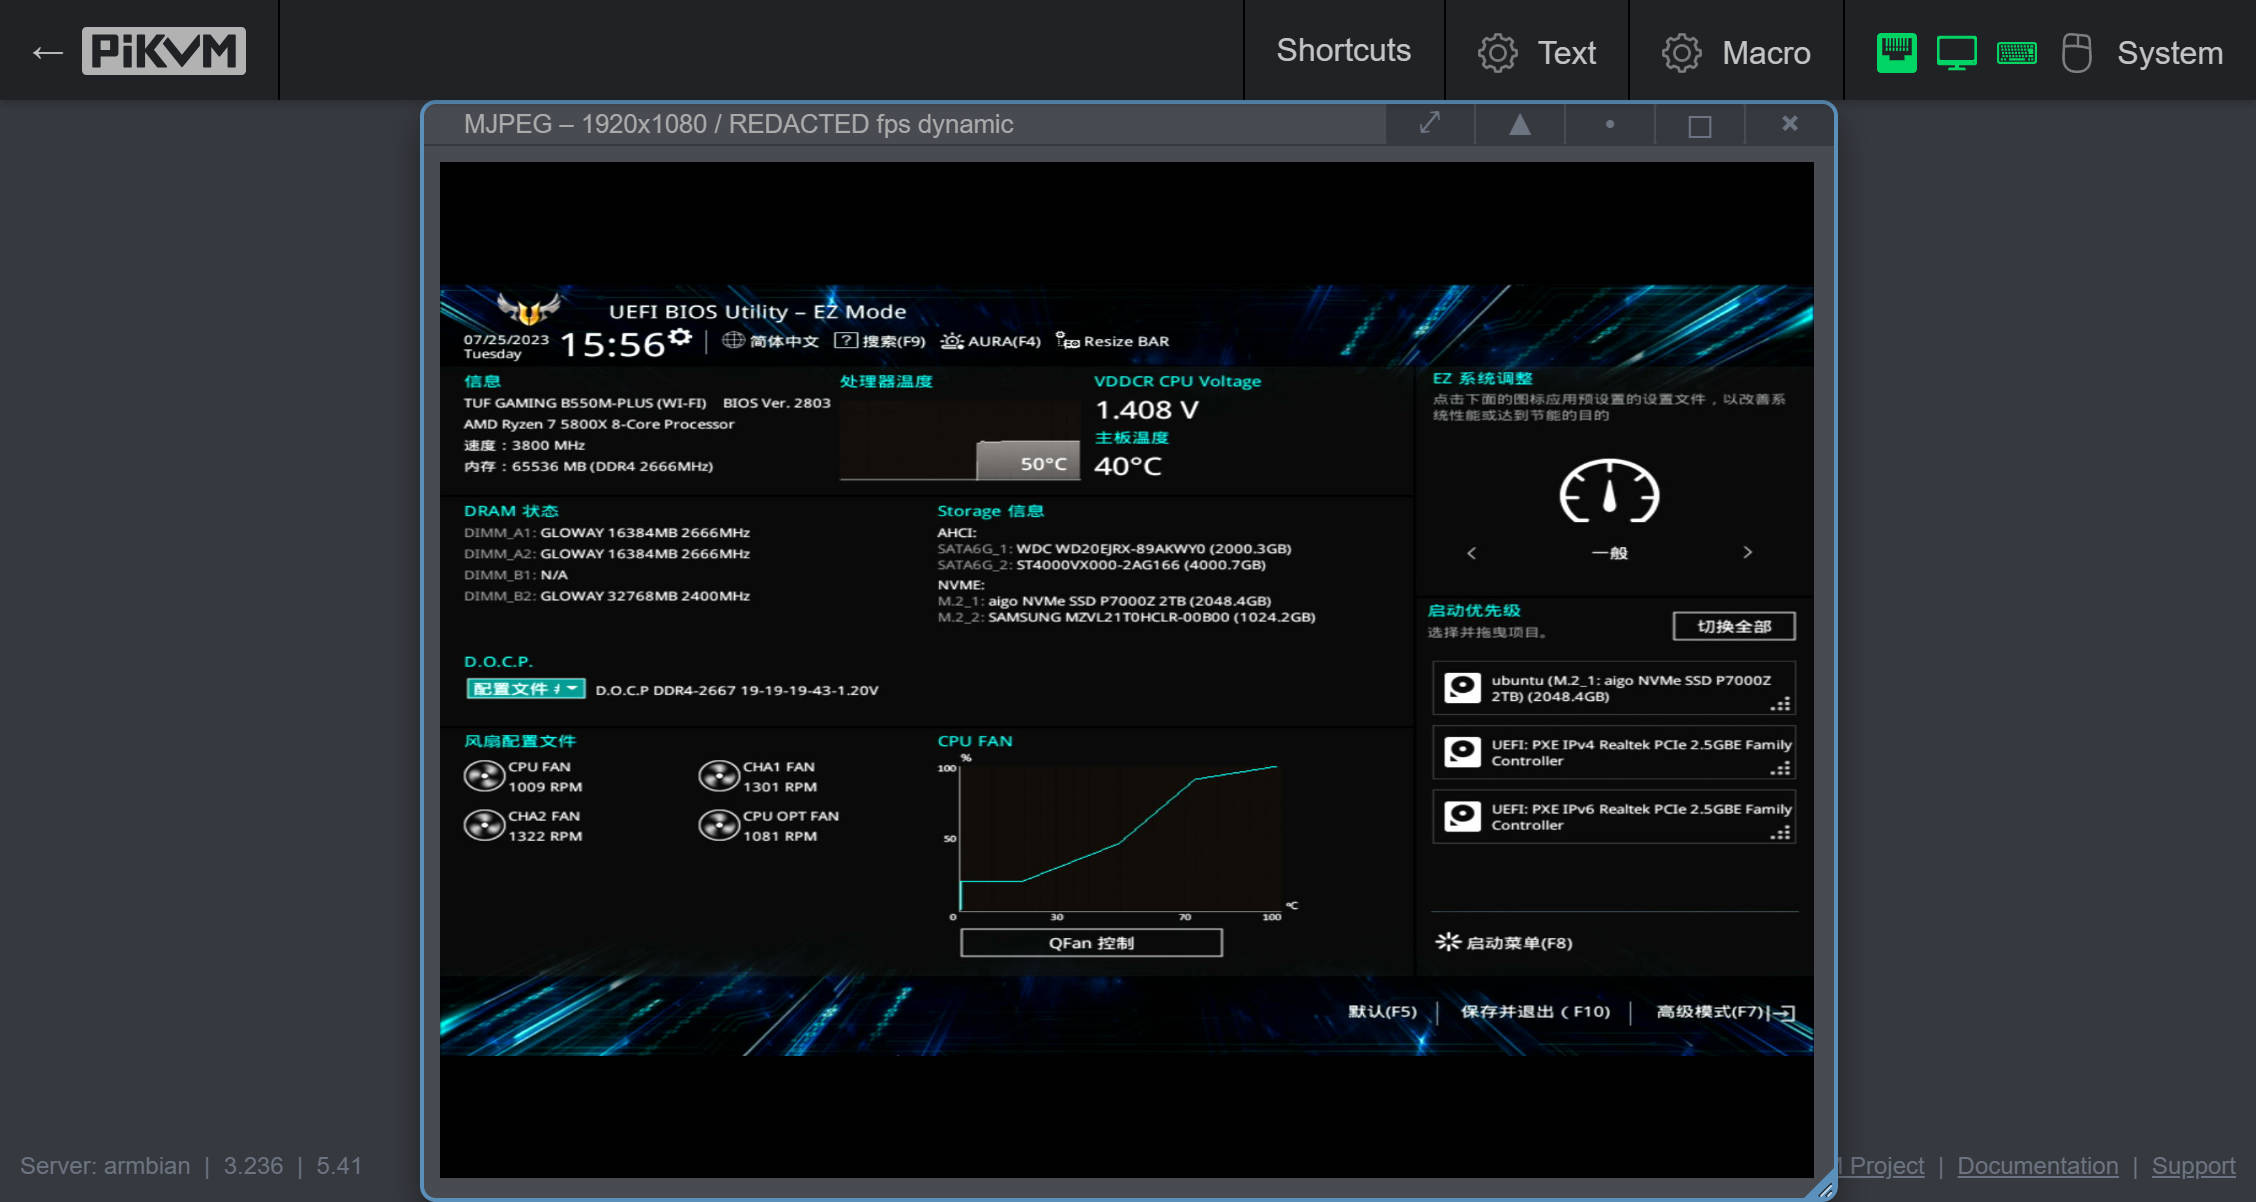 ← PiKVM
Shortcuts
Text
Macro
System
MJPEG – 1920x1080 / REDACTED fps dynamic
UEFI BIOS Utility – EZ Mode
07/25/2023
Tuesday
15:56
简体中文
搜索(F9)
AURA(F4)
Resize BAR
信息
TUF GAMING B550M-PLUS (WI-FI) BIOS Ver. 2803
AMD Ryzen 7 5800X 8-Core Processor
速度：3800 MHz
内存：65536 MB (DDR4 2666MHz)
处理器温度
50°C
VDDCR CPU Voltage
1.408 V
主板温度
40°C
EZ 系统调整
点击下面的图标应用预设置的设置文件，以改善系
统性能或达到节能的目的
一般
DRAM 状态
DIMM_A1: GLOWAY 16384MB 2666MHz
DIMM_A2: GLOWAY 16384MB 2666MHz
DIMM_B1: N/A
DIMM_B2: GLOWAY 32768MB 2400MHz
Storage 信息
AHCI:
SATA6G_1: WDC WD20EJRX-89AKWY0 (2000.3GB)
SATA6G_2: ST4000VX000-2AG166 (4000.7GB)
NVME:
M.2_1: aigo NVMe SSD P7000Z 2TB (2048.4GB)
M.2_2: SAMSUNG MZVL21T0HCLR-00B00 (1024.2GB)
D.O.C.P.
配置文件
D.O.C.P DDR4-2667 19-19-19-43-1.20V
启动优先级
选择并拖曳项目。
切换全部
ubuntu (M.2_1: aigo NVMe SSD P7000Z
2TB) (2048.4GB)
UEFI: PXE IPv4 Realtek PCIe 2.5GBE Family
Controller
UEFI: PXE IPv6 Realtek PCIe 2.5GBE Family
Controller
启动菜单(F8)
风扇配置文件
CPU FAN
1009 RPM
CHA1 FAN
1301 RPM
CHA2 FAN
1322 RPM
CPU OPT FAN
1081 RPM
CPU FAN
%
100
50
0
30
70
100
°C
QFan 控制
默认(F5)
保存并退出（F10)
高级模式(F7)
Server: armbian | 3.236 | 5.41
Project | Documentation | Support